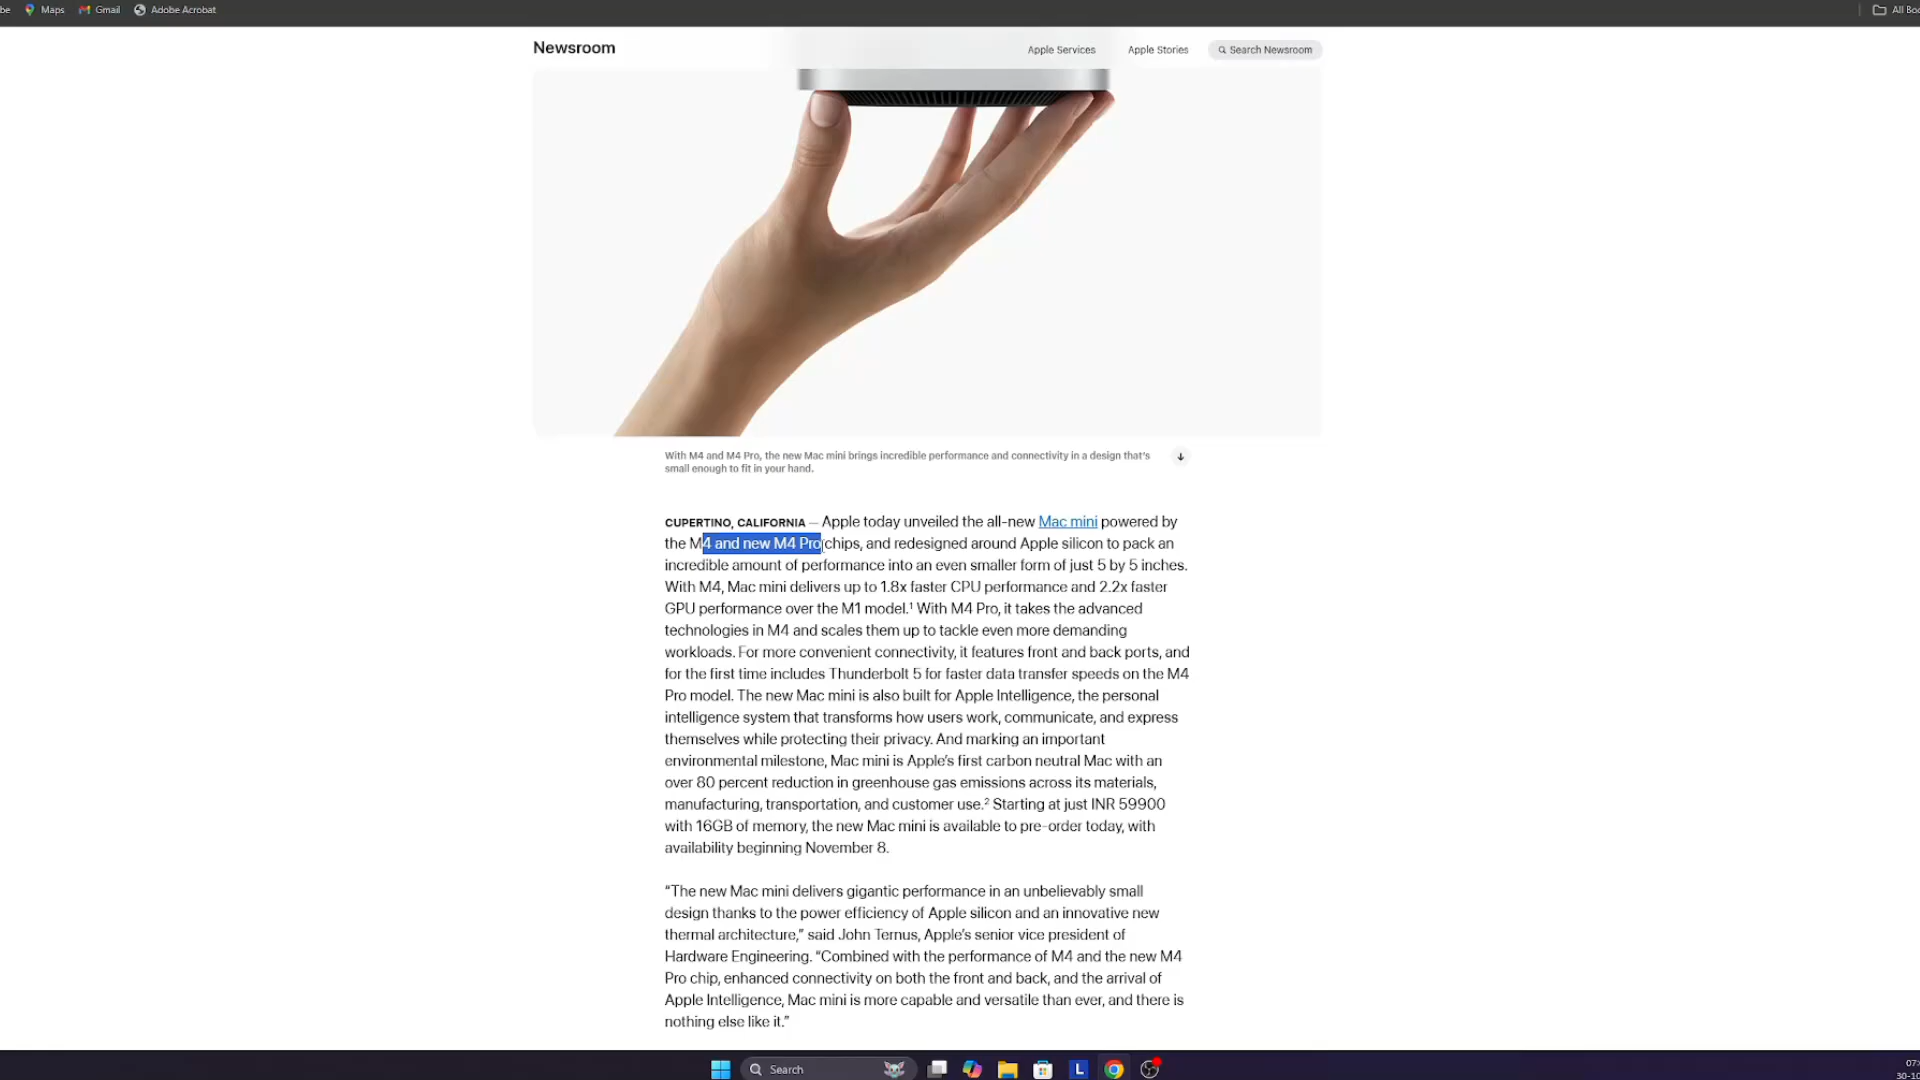 Maps Gmail Adobe Acrobat
Newsroom
Apple Services Apple Stories Search Newsroom
With M4 and M4 Pro, the new Mac mini brings incredible performance and connectivity in a design that's
small enough to fit in your hand.
CUPERTINO, CALIFORNIA — Apple today unveiled the all-new Mac mini powered by
the M4 and new M4 Pro chips, and redesigned around Apple silicon to pack an
incredible amount of performance into an even smaller form of just 5 by 5 inches.
With M4, Mac mini delivers up to 1.8x faster CPU performance and 2.2x faster
GPU performance over the M1 model.¹ With M4 Pro, it takes the advanced
technologies in M4 and scales them up to tackle even more demanding
workloads. For more convenient connectivity, it features front and back ports, and
for the first time includes Thunderbolt 5 for faster data transfer speeds on the M4
Pro model. The new Mac mini is also built for Apple Intelligence, the personal
intelligence system that transforms how users work, communicate, and express
themselves while protecting their privacy. And marking an important
environmental milestone, Mac mini is Apple's first carbon neutral Mac with an
over 80 percent reduction in greenhouse gas emissions across its materials,
manufacturing, transportation, and customer use.² Starting at just INR 59900
with 16GB of memory, the new Mac mini is available to pre-order today, with
availability beginning November 8.
“The new Mac mini delivers gigantic performance in an unbelievably small
design thanks to the power efficiency of Apple silicon and an innovative new
thermal architecture,” said John Ternus, Apple's senior vice president of
Hardware Engineering. “Combined with the performance of M4 and the new M4
Pro chip, enhanced connectivity on both the front and back, and the arrival of
Apple Intelligence, Mac mini is more capable and versatile than ever, and there is
nothing else like it.”
Search L